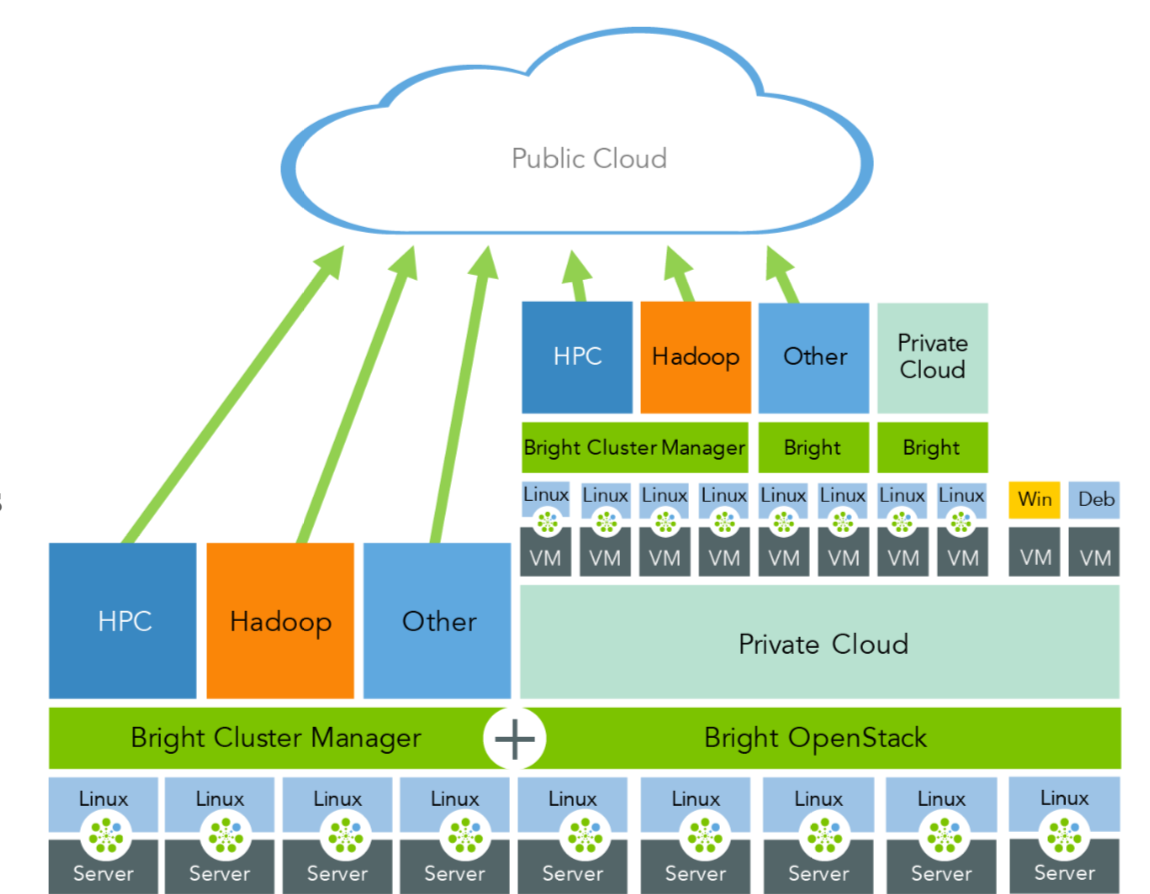 Public Cloud
HPC
Hadoop
Other
Private
Cloud
Bright Cluster Manager
Bright
Bright
Linux Linux Linux Linux Linux Linux Linux Linux Win Deb
VM VM VM VM VM VM VM VM VM VM
HPC
Hadoop
Other
Private Cloud
Bright Cluster Manager + Bright OpenStack
Linux Linux Linux Linux Linux Linux Linux Linux Linux
Server Server Server Server Server Server Server Server Server